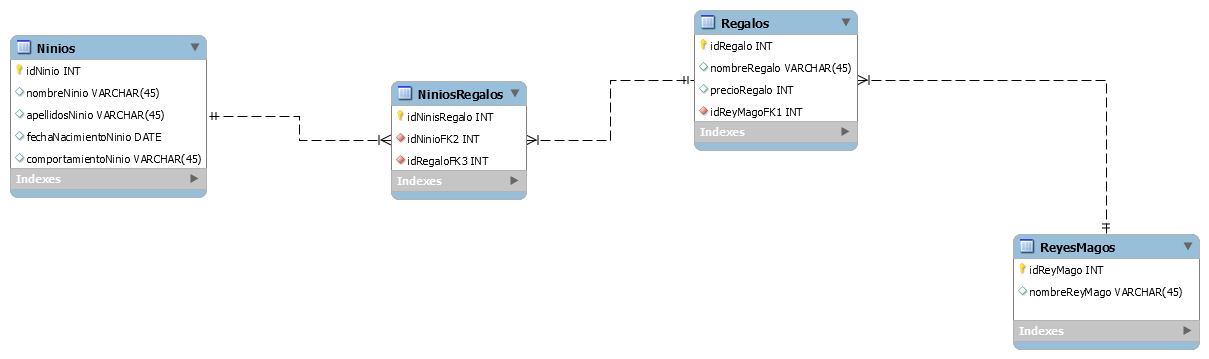 Ninios
idNinio INT
nombreNinio VARCHAR(45)
apellidosNinio VARCHAR(45)
fechaNacimientoNinio DATE
comportamientoNinio VARCHAR(45)
Indexes
NiniosRegalos
idNinisRegalo INT
idNinioFK2 INT
idRegaloFK3 INT
Indexes
Regalos
idRegalo INT
nombreRegalo VARCHAR(45)
precioRegalo INT
idReyMagoFK1 INT
Indexes
ReyesMagos
idReyMago INT
nombreReyMago VARCHAR(45)
Indexes